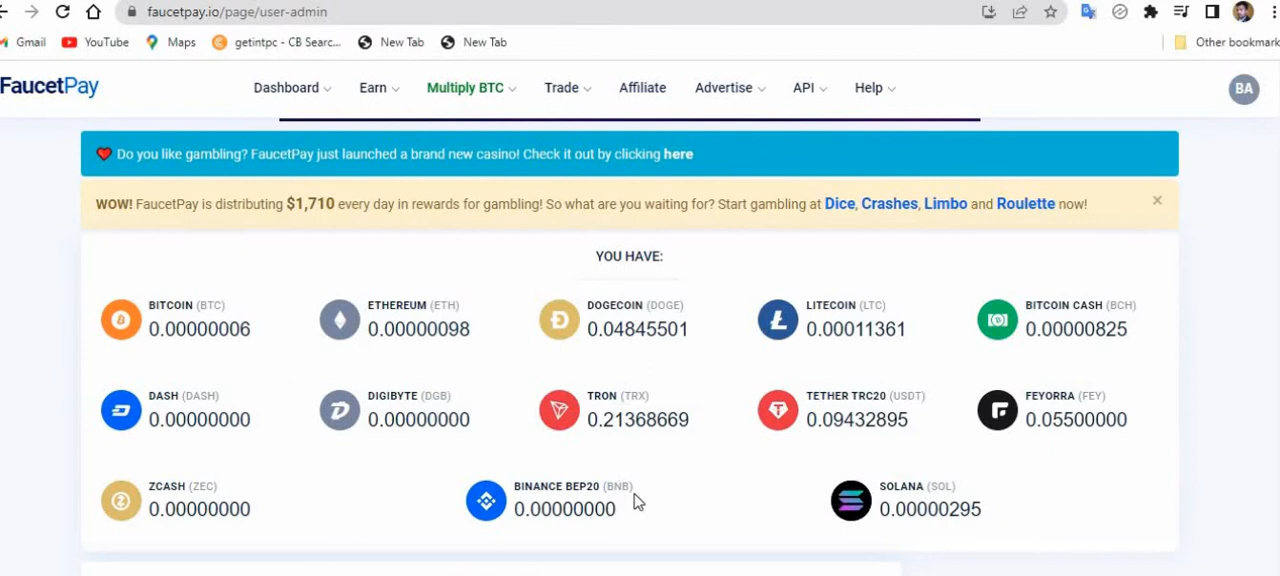 faucetpay.io/page/user-admin
Gmail YouTube Maps getintpc - CB Searc... New Tab New Tab Other bookmark
FaucetPay Dashboard Earn Multiply BTC Trade Affiliate Advertise API Help BA
Do you like gambling? FaucetPay just launched a brand new casino! Check it out by clicking here
WOW! FaucetPay is distributing $1,710 every day in rewards for gambling! So what are you waiting for? Start gambling at Dice, Crashes, Limbo and Roulette now! ×
YOU HAVE:
BITCOIN (BTC) ETHEREUM (ETH) DOGECOIN (DOGE) LITECOIN (LTC) BITCOIN CASH (BCH)
0.00000006 0.00000098 0.04845501 0.00011361 0.00000825
DASH (DASH) DIGIBYTE (DGB) TRON (TRX) TETHER TRC20 (USDT) FEYORRA (FEY)
0.00000000 0.00000000 0.21368669 0.09432895 0.05500000
ZCASH (ZEC) BINANCE BEP20 (BNB) SOLANA (SOL)
0.00000000 0.00000000 0.00000295